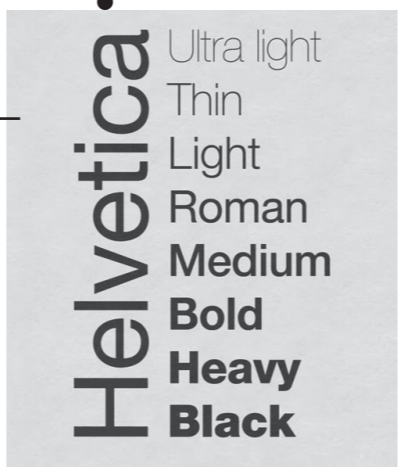 Helvetica
Ultra light
Thin
Light
Roman
Medium
Bold
Heavy
Black